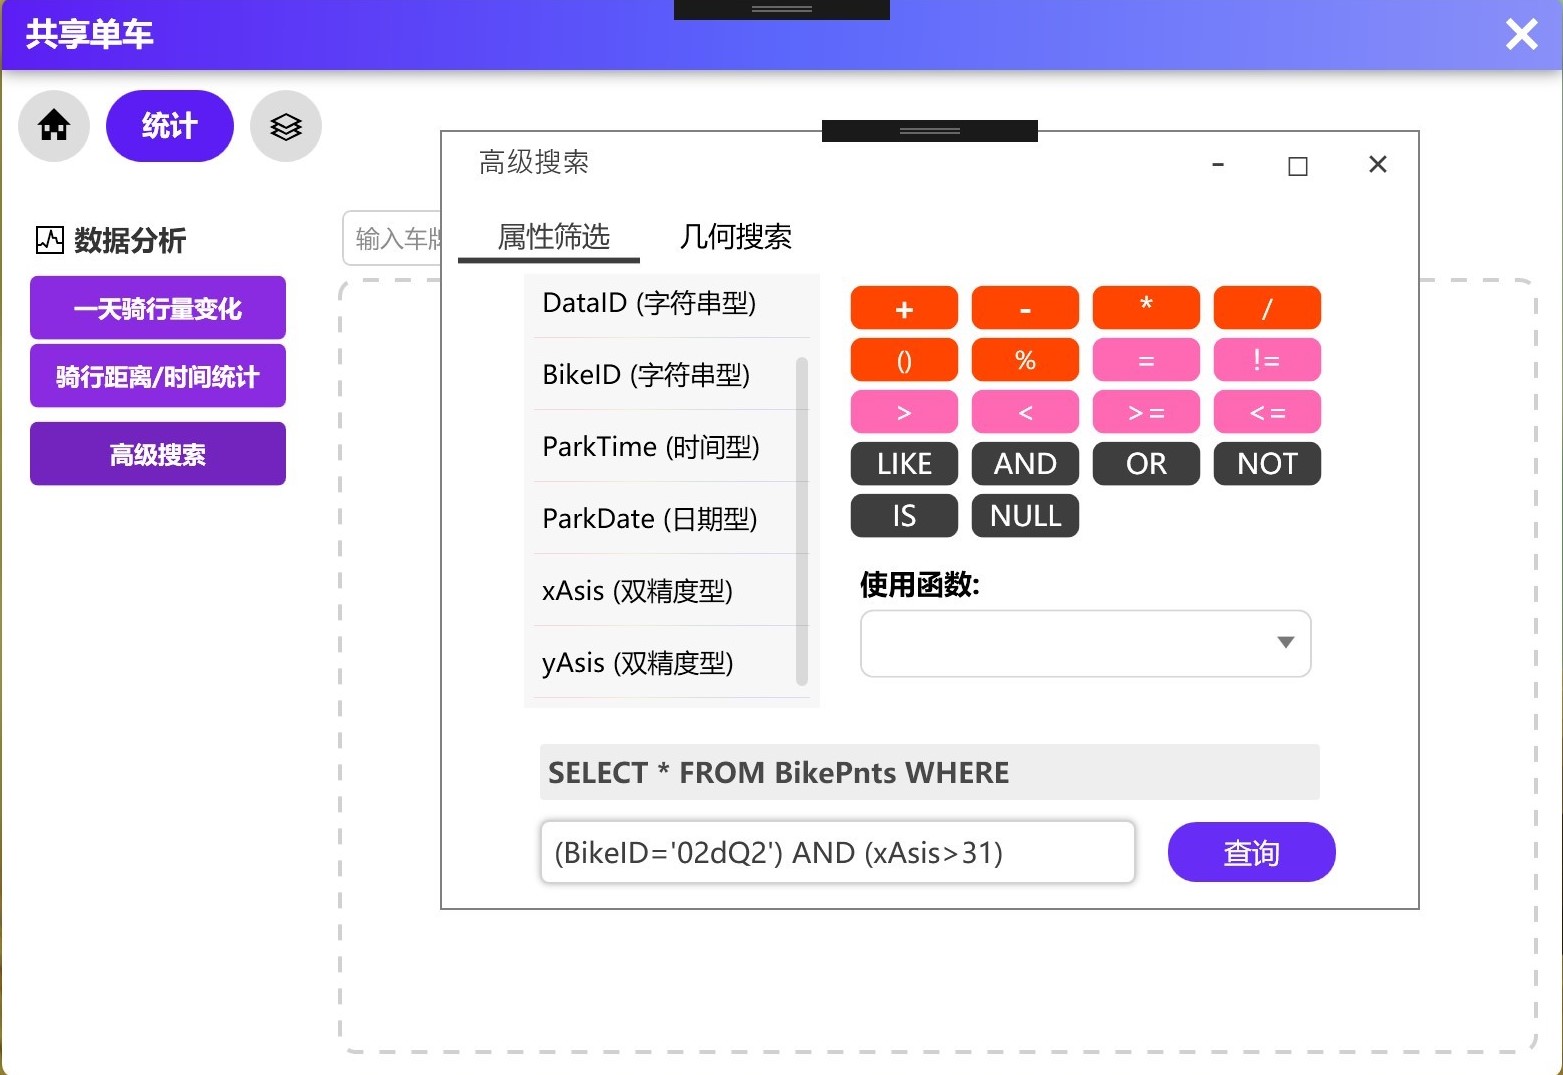 共享单车
统计
高级搜索
属性筛选 几何搜索
数据分析
输入车牌
一天骑行量变化
骑行距离/时间统计
高级搜索
DataID (字符串型)
BikeID (字符串型)
ParkTime (时间型)
ParkDate (日期型)
xAsis (双精度型)
yAsis (双精度型)
+ - * /
() % = !=
> < >= <=
LIKE AND OR NOT
IS NULL
使用函数:
SELECT * FROM BikePnts WHERE
(BikeID='02dQ2') AND (xAsis>31)
查询